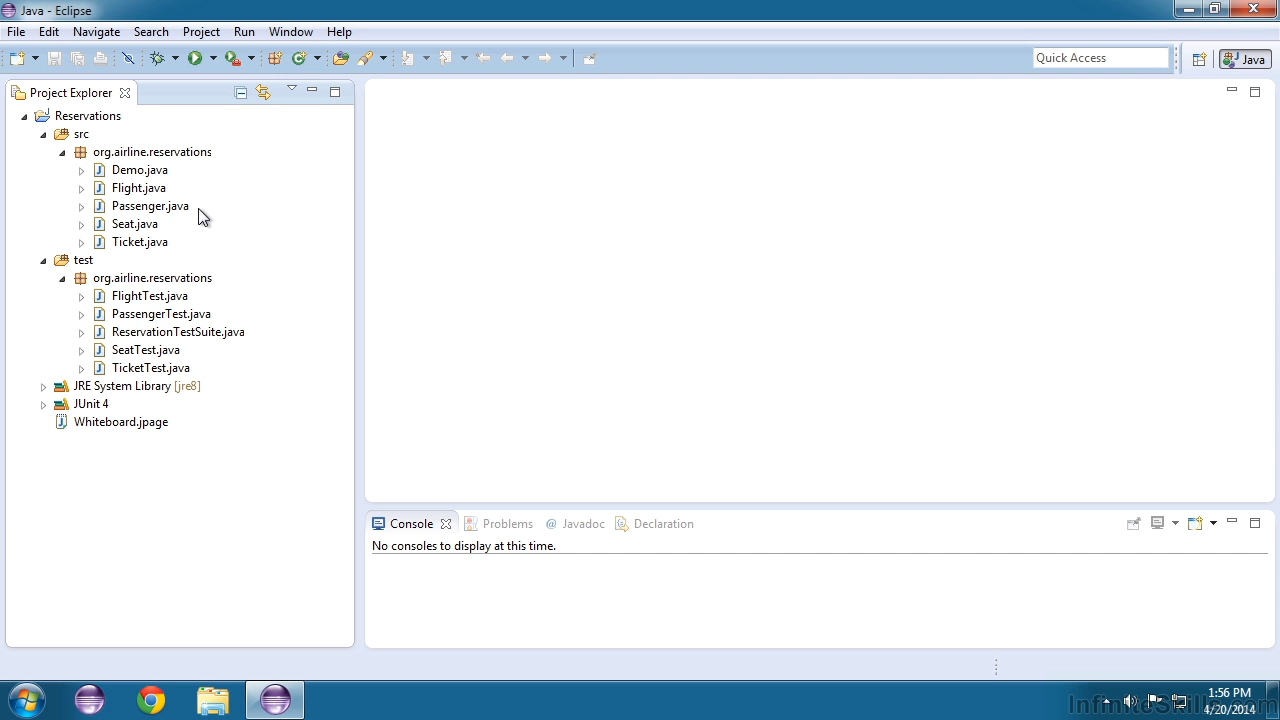 Java - Eclipse
File Edit Navigate Search Project Run Window Help
Quick Access
Java
Project Explorer
Reservations
src
org.airline.reservations
Demo.java
Flight.java
Passenger.java
Seat.java
Ticket.java
test
org.airline.reservations
FlightTest.java
PassengerTest.java
ReservationTestSuite.java
SeatTest.java
TicketTest.java
JRE System Library [jre8]
JUnit 4
Whiteboard.jpage
Console Problems @ Javadoc Declaration
No consoles to display at this time.
1:56 PM
4/20/2014